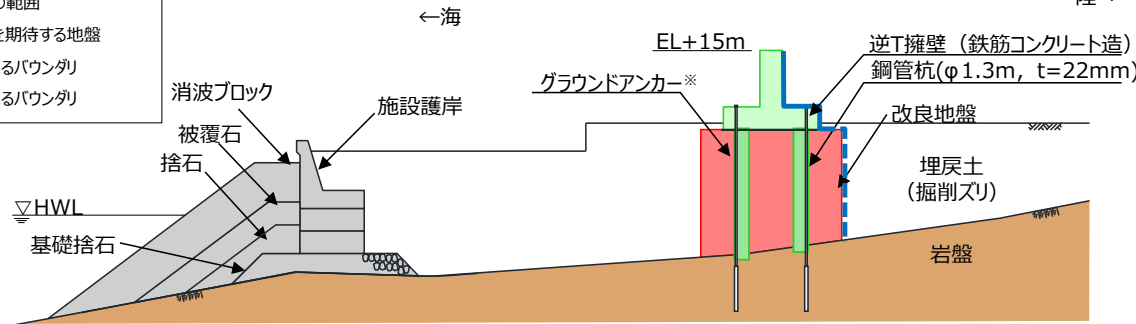 の範囲
を期待する地盤
るバウンダリ
るバウンダリ
←海
EL+15m
逆T擁壁（鉄筋コンクリート造）
グラウンドアンカー※
鋼管杭(φ1.3m，t=22mm)
消波ブロック
施設護岸
改良地盤
被覆石
捨石
埋戻土
（掘削ズリ）
▽HWL
基礎捨石
岩盤